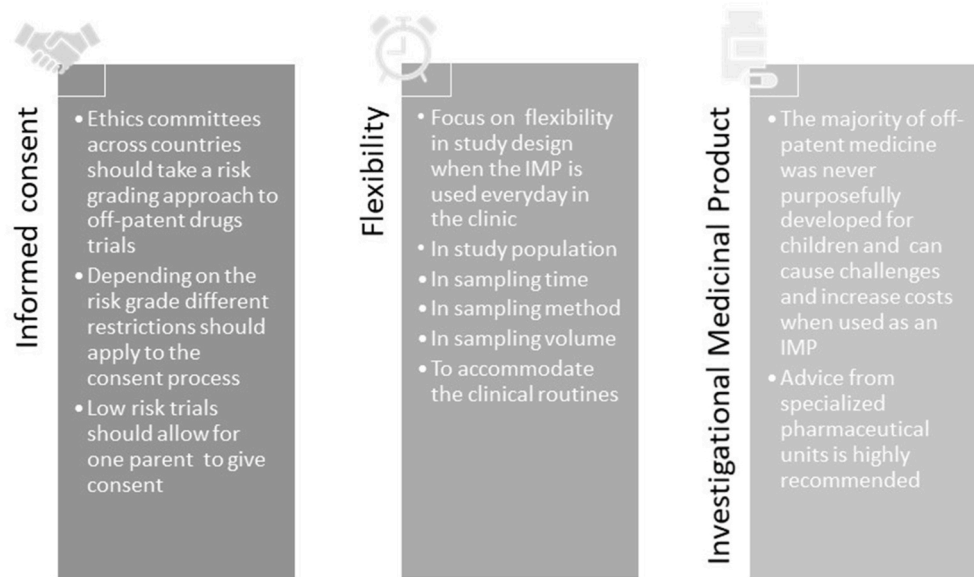 Informed consent
• Ethics committees
across countries
should take a risk
grading approach to
off-patent drugs
trials
• Depending on the
risk grade different
restrictions should
apply to the
consent process
• Low risk trials
should allow for
one parent to give
consent
Flexibility
• Focus on flexibility
in study design
when the IMP is
used everyday in
the clinic
• In study population
• In sampling time
• In sampling method
• In sampling volume
• To accommodate
the clinical routines
Investigational Medicinal Product
• The majority of off-
patent medicine
was never
purposefully
developed for
children and can
cause challenges
and increase costs
when used as an
IMP
• Advice from
specialized
pharmaceutical
units is highly
recommended